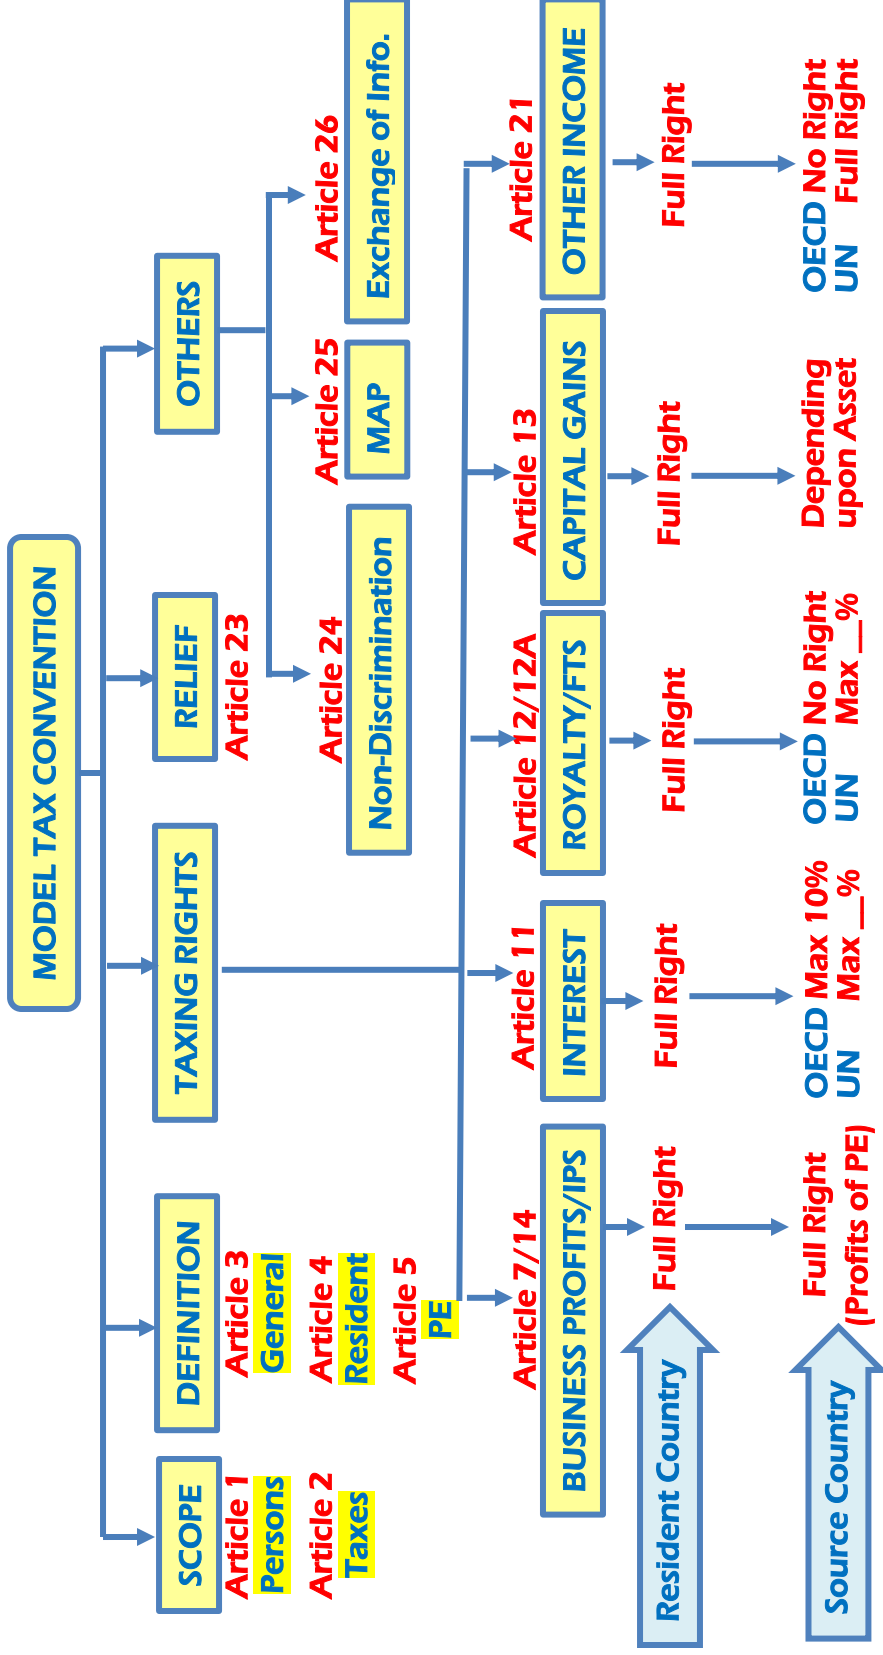 MODEL TAX CONVENTION
SCOPE
DEFINITION
TAXING RIGHTS
RELIEF
OTHERS
Article 1
Persons
Article 2
Taxes
Article 3
General
Article 4
Resident
Article 5
PE
Article 23
Article 24
Non-Discrimination
Article 25
MAP
Article 26
Exchange of Info.
Article 7/14
BUSINESS PROFITS/IPS
Article 11
INTEREST
Article 12/12A
ROYALTY/FTS
Article 13
CAPITAL GAINS
Article 21
OTHER INCOME
Resident Country
Full Right
Full Right
Full Right
Full Right
Full Right
Source Country
Full Right
(Profits of PE)
OECD Max 10%
UN Max __%
OECD No Right
UN Max __%
Depending
upon Asset
OECD No Right
UN Full Right